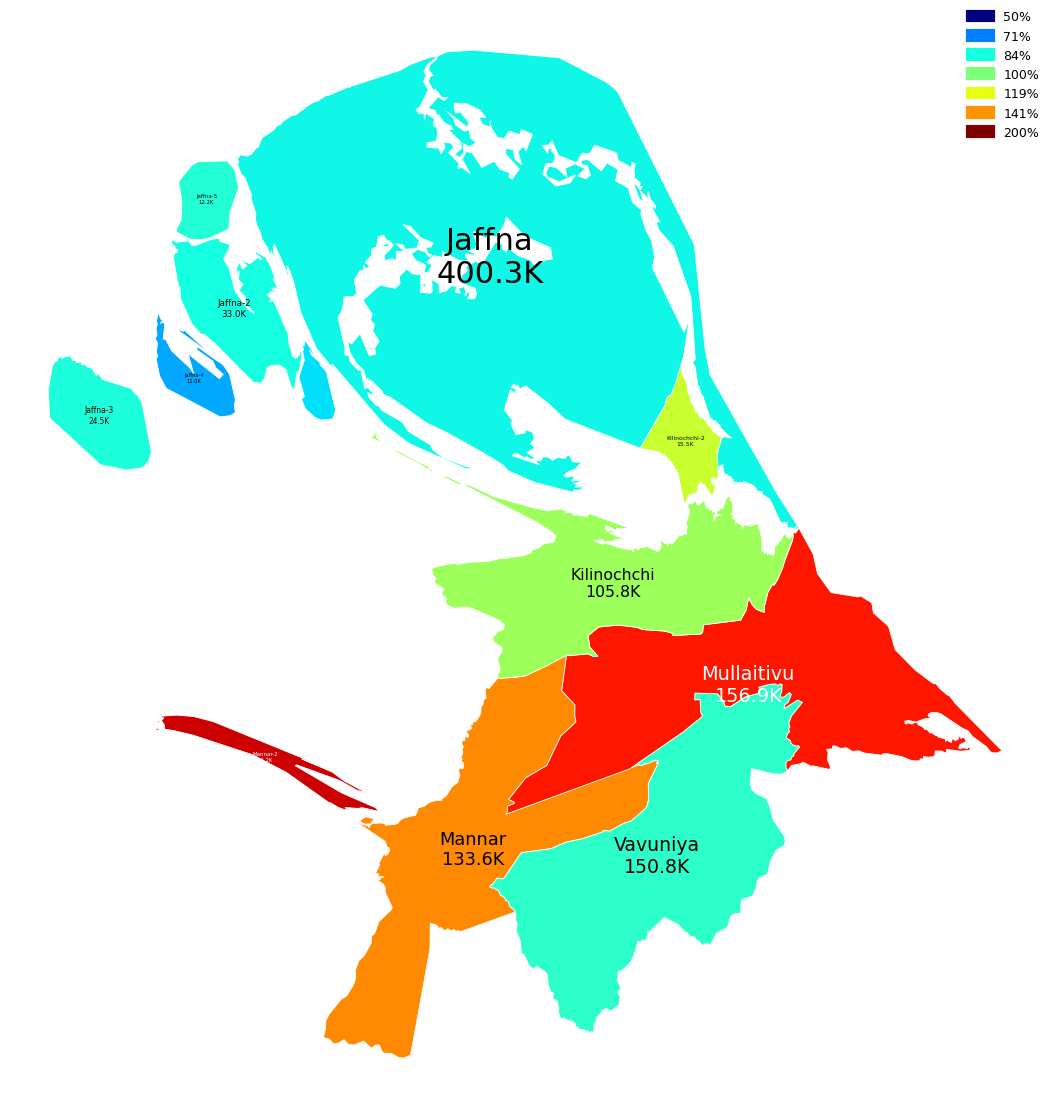 50%
71%
84%
100%
119%
141%
200%
Jaffna-5
12.2K
Jaffna
400.3K
Jaffna-2
33.0K
Jaffna-4
11.0K
Jaffna-3
24.5K
Kilinochchi-2
15.5K
Kilinochchi
105.8K
Mullaitivu
156.9K
Mannar-2
Mannar
133.6K
Vavuniya
150.8K